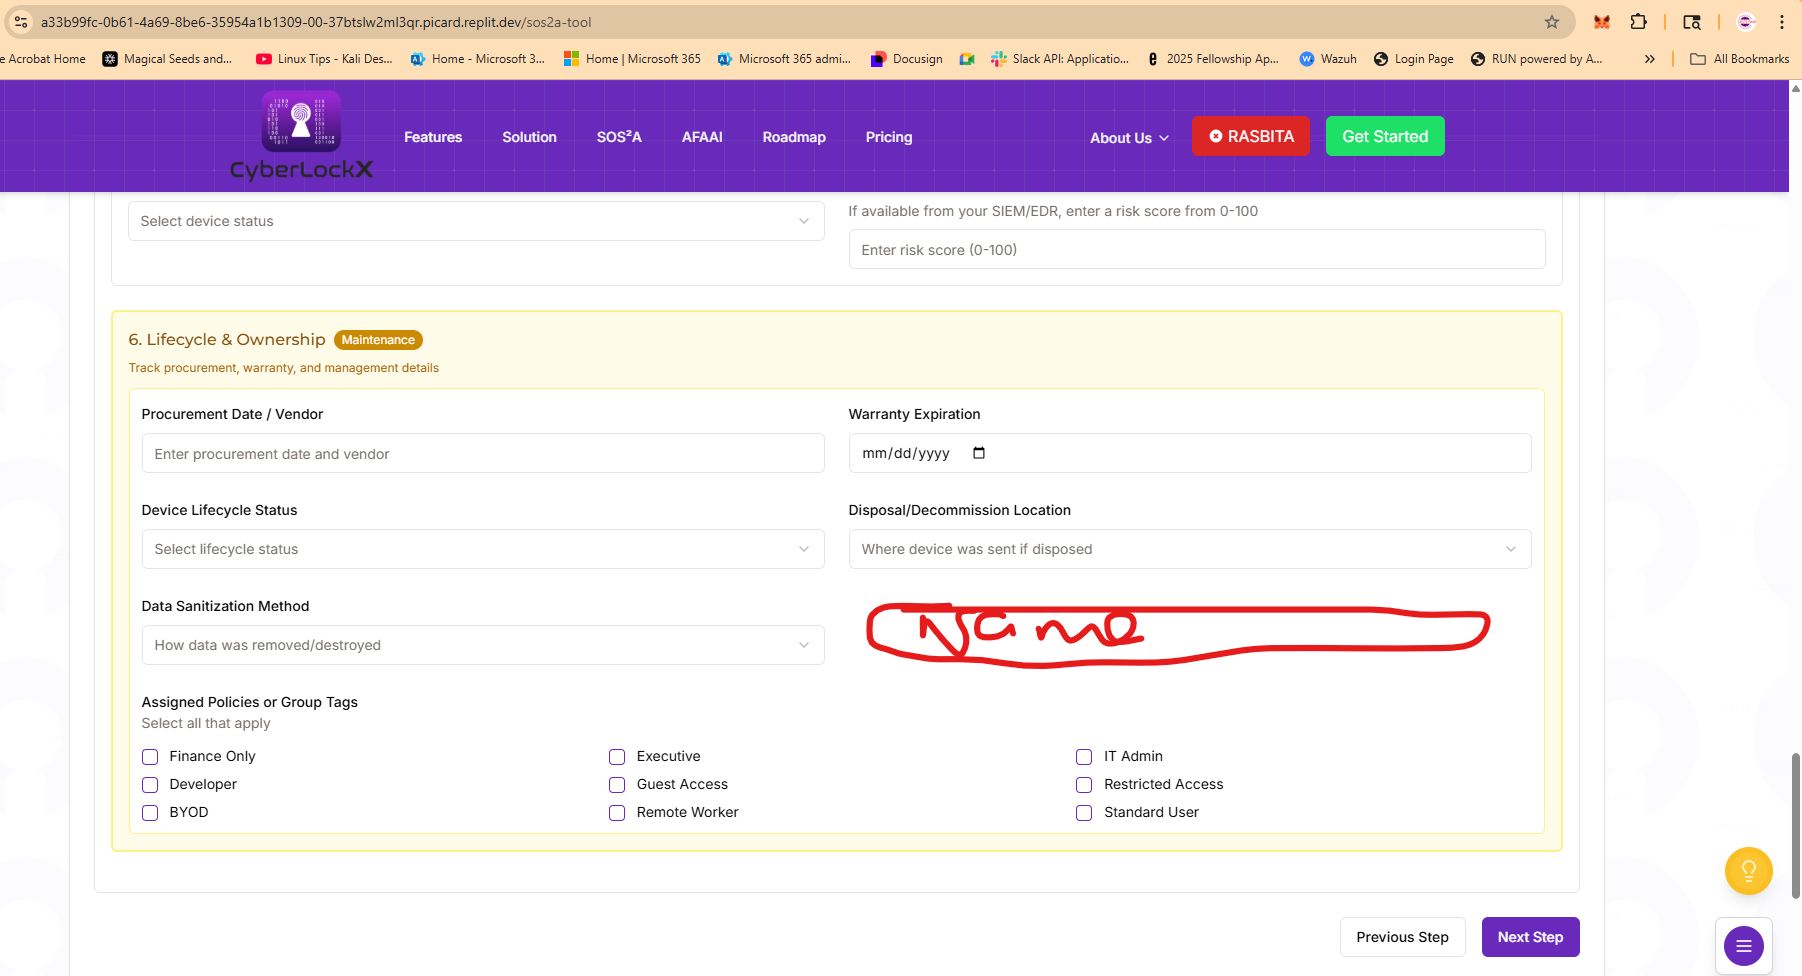 a33b99fc-0b61-4a69-8be6-35954a1b1309-00-37btslw2ml3qr.picard.replit.dev/sos2a-tool
e Acrobat Home Magical Seeds and... Linux Tips - Kali Des... Home - Microsoft 3... Home | Microsoft 365 Microsoft 365 admi... Docusign Slack API: Applicatio... 2025 Fellowship Ap... Wazuh Login Page RUN powered by A... » All Bookmarks
CyberLockX
Features Solution SOS²A AFAAI Roadmap Pricing About Us RASBITA Get Started
Select device status
If available from your SIEM/EDR, enter a risk score from 0-100
Enter risk score (0-100)
6. Lifecycle & Ownership Maintenance
Track procurement, warranty, and management details
Procurement Date / Vendor Warranty Expiration
Enter procurement date and vendor mm/dd/yyyy
Device Lifecycle Status Disposal/Decommission Location
Select lifecycle status Where device was sent if disposed
Data Sanitization Method
Name
How data was removed/destroyed
Assigned Policies or Group Tags
Select all that apply
Finance Only Executive IT Admin
Developer Guest Access Restricted Access
BYOD Remote Worker Standard User
Previous Step Next Step